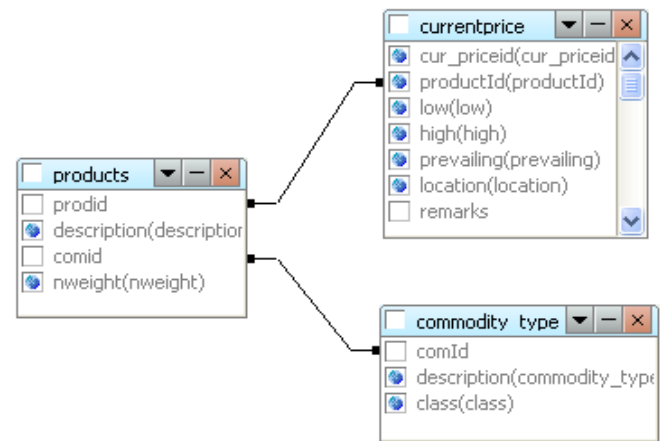 currentprice
cur_priceid(cur_priceid
productId(productId)
low(low)
high(high)
prevailing(prevailing)
location(location)
remarks
products
prodid
description(description
comid
nweight(nweight)
commodity_type
comId
description(commodity_type
class(class)